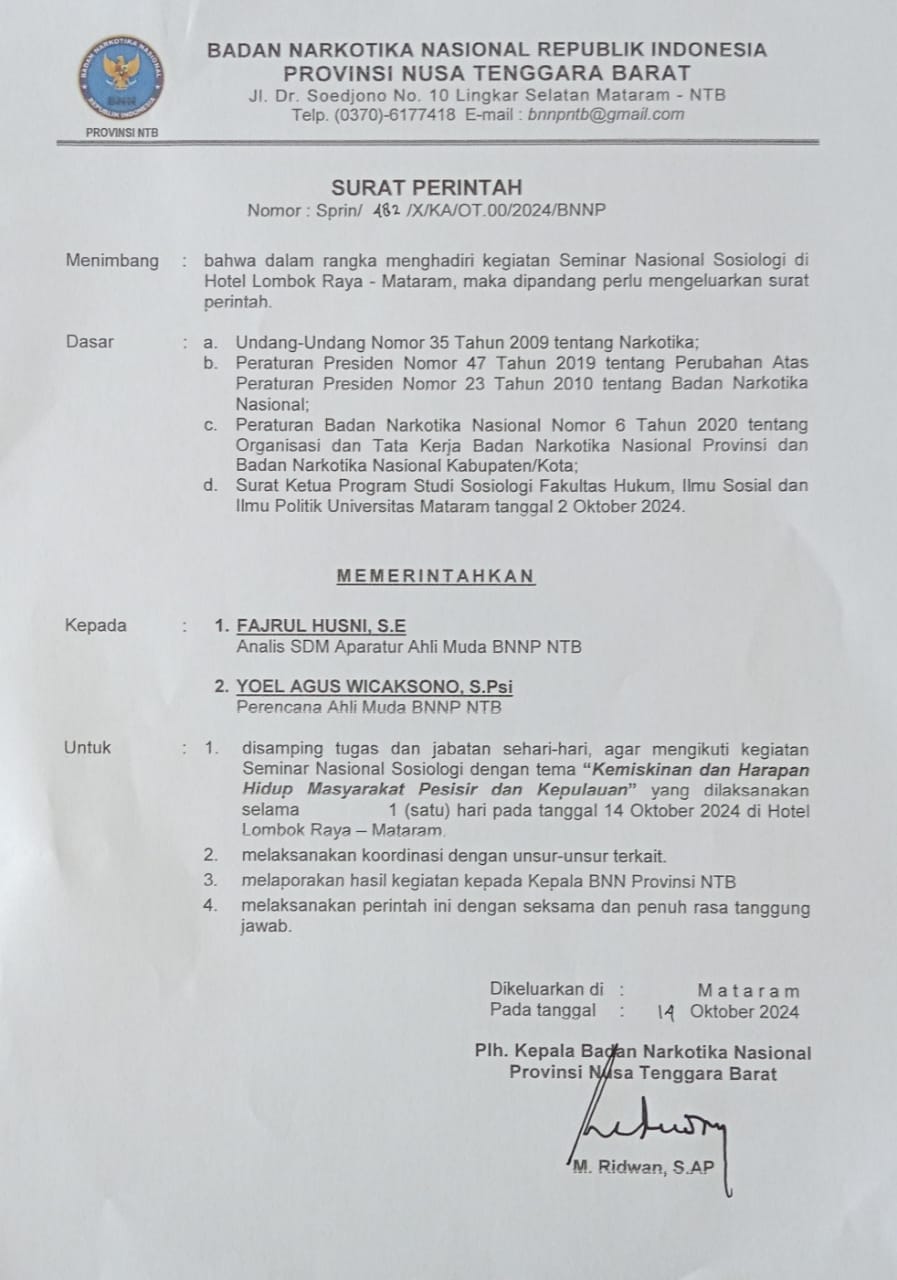 BADAN NARKOTIKA NASIONAL
BNN
REPUBLIK INDONESIA
PROVINSI NTB
BADAN NARKOTIKA NASIONAL REPUBLIK INDONESIA
PROVINSI NUSA TENGGARA BARAT
Jl. Dr. Soedjono No. 10 Lingkar Selatan Mataram - NTB
Telp. (0370)-6177418 E-mail : bnnpntb@gmail.com
SURAT PERINTAH
Nomor : Sprin/ 182 /X/KA/OT.00/2024/BNNP
Menimbang : bahwa dalam rangka menghadiri kegiatan Seminar Nasional Sosiologi di
Hotel Lombok Raya - Mataram, maka dipandang perlu mengeluarkan surat
perintah.
Dasar : a. Undang-Undang Nomor 35 Tahun 2009 tentang Narkotika;
b. Peraturan Presiden Nomor 47 Tahun 2019 tentang Perubahan Atas
Peraturan Presiden Nomor 23 Tahun 2010 tentang Badan Narkotika
Nasional;
c. Peraturan Badan Narkotika Nasional Nomor 6 Tahun 2020 tentang
Organisasi dan Tata Kerja Badan Narkotika Nasional Provinsi dan
Badan Narkotika Nasional Kabupaten/Kota;
d. Surat Ketua Program Studi Sosiologi Fakultas Hukum, Ilmu Sosial dan
Ilmu Politik Universitas Mataram tanggal 2 Oktober 2024.
MEMERINTAHKAN
Kepada : 1. FAJRUL HUSNI, S.E
Analis SDM Aparatur Ahli Muda BNNP NTB
2. YOEL AGUS WICAKSONO, S.Psi
Perencana Ahli Muda BNNP NTB
Untuk : 1. disamping tugas dan jabatan sehari-hari, agar mengikuti kegiatan
Seminar Nasional Sosiologi dengan tema “Kemiskinan dan Harapan
Hidup Masyarakat Pesisir dan Kepulauan” yang dilaksanakan
selama 1 (satu) hari pada tanggal 14 Oktober 2024 di Hotel
Lombok Raya – Mataram.
2. melaksanakan koordinasi dengan unsur-unsur terkait.
3. melaporakan hasil kegiatan kepada Kepala BNN Provinsi NTB
4. melaksanakan perintah ini dengan seksama dan penuh rasa tanggung
jawab.
Dikeluarkan di : Mataram
Pada tanggal : 14 Oktober 2024
Plh. Kepala Badan Narkotika Nasional
Provinsi Nusa Tenggara Barat
M. Ridwan, S.AP